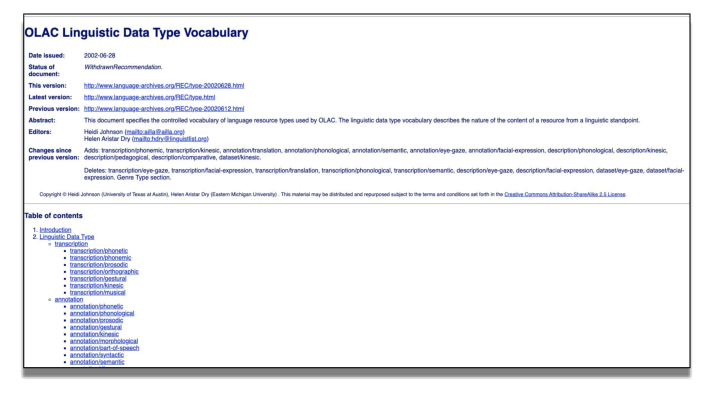 OLAC Linguistic Data Type Vocabulary
Date issued: 2002-06-28
Status of document: WithdrawnRecommendation.
This version: http://www.language-archives.org/REC/type-20020628.html
Latest version: http://www.language-archives.org/REC/type.html
Previous version: http://www.language-archives.org/REC/type-20020612.html
Abstract: This document specifies the controlled vocabulary of language resource types used by OLAC. The linguistic data type vocabulary describes the nature of the content of a resource from a linguistic standpoint.
Editors: Heidi Johnson (mailto:ailla@ailla.org)
Helen Aristar Dry (mailto:hdry@linguistlist.org)
Changes since previous version: Adds: transcription/phonemic, transcription/kinesic, annotation/translation, annotation/phonological, annotation/semantic, annotation/eye-gaze, annotation/facial-expression, description/phonological, description/kinesic,
description/pedagogical, description/comparative, dataset/kinesic.
Deletes: transcription/eye-gaze, transcription/facial-expression, transcription/translation, transcription/phonological, transcription/semantic, description/eye-gaze, description/facial-expression, dataset/eye-gaze, dataset/facial-
expression. Genre Type section.
Copyright © Heidi Johnson (University of Texas at Austin), Helen Aristar Dry (Eastern Michigan University) . This material may be distributed and repurposed subject to the terms and conditions set forth in the Creative Commons Attribution-ShareAlike 2.5 License.
Table of contents
1. Introduction
2. Linguistic Data Type
transcription
transcription/phonetic
transcription/phonemic
transcription/prosodic
transcription/orthographic
transcription/gestural
transcription/kinesic
transcription/musical
annotation
annotation/phonetic
annotation/phonological
annotation/prosodic
annotation/gestural
annotation/kinesic
annotation/morphological
annotation/part-of-speech
annotation/syntactic
annotation/semantic